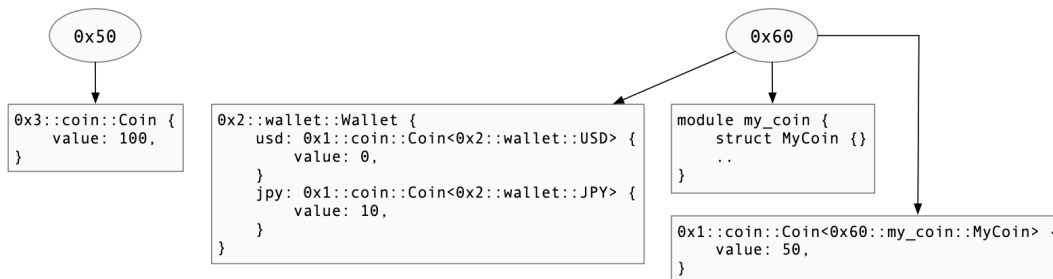 0x50
0x3::coin::Coin {
    value: 100,
}
0x60
0x2::wallet::Wallet {
    usd: 0x1::coin::Coin<0x2::wallet::USD> {
        value: 0,
    }
    jpy: 0x1::coin::Coin<0x2::wallet::JPY> {
        value: 10,
    }
}
module my_coin {
    struct MyCoin {}
    ..
}
0x1::coin::Coin<0x60::my_coin::MyCoin> {
    value: 50,
}